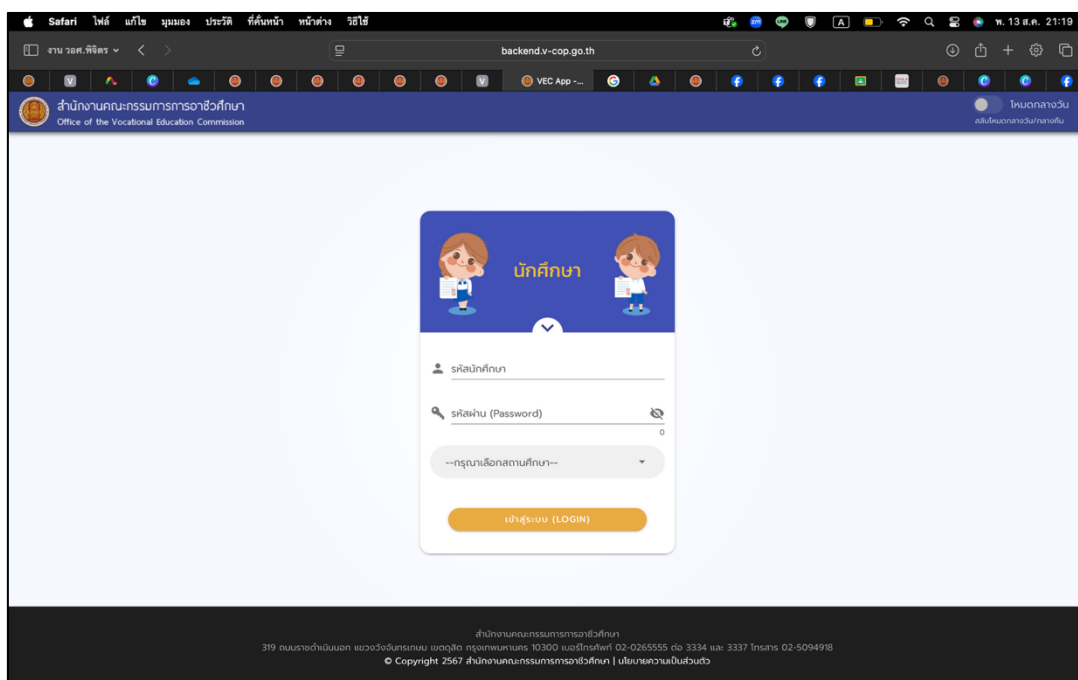 Safari ไฟล์ แก้ไข มุมมอง ประวัติ ที่คั่นหน้า หน้าต่าง วิธีใช้ A พ. 13 ส.ค. 21:19
งาน วอศ.พิจิตร backend.v-cop.go.th
VEC App -...
สำนักงานคณะกรรมการการอาชีวศึกษา
Office of the Vocational Education Commission
โหมดกลางวัน
สลับโหมดกลางวัน/กลางคืน
นักศึกษา
รหัสนักศึกษา
รหัสผ่าน (Password)
0
--กรุณาเลือกสถานศึกษา--
เข้าสู่ระบบ (LOGIN)
สำนักงานคณะกรรมการการอาชีวศึกษา
319 ถนนราชดำเนินนอก แขวงวังจันทรเกษม เขตดุสิต กรุงเทพมหานคร 10300 เบอร์โทรศัพท์ 02-0265555 ต่อ 3334 และ 3337 โทรสาร 02-5094918
© Copyright 2567 สำนักงานคณะกรรมการการอาชีวศึกษา | นโยบายความเป็นส่วนตัว